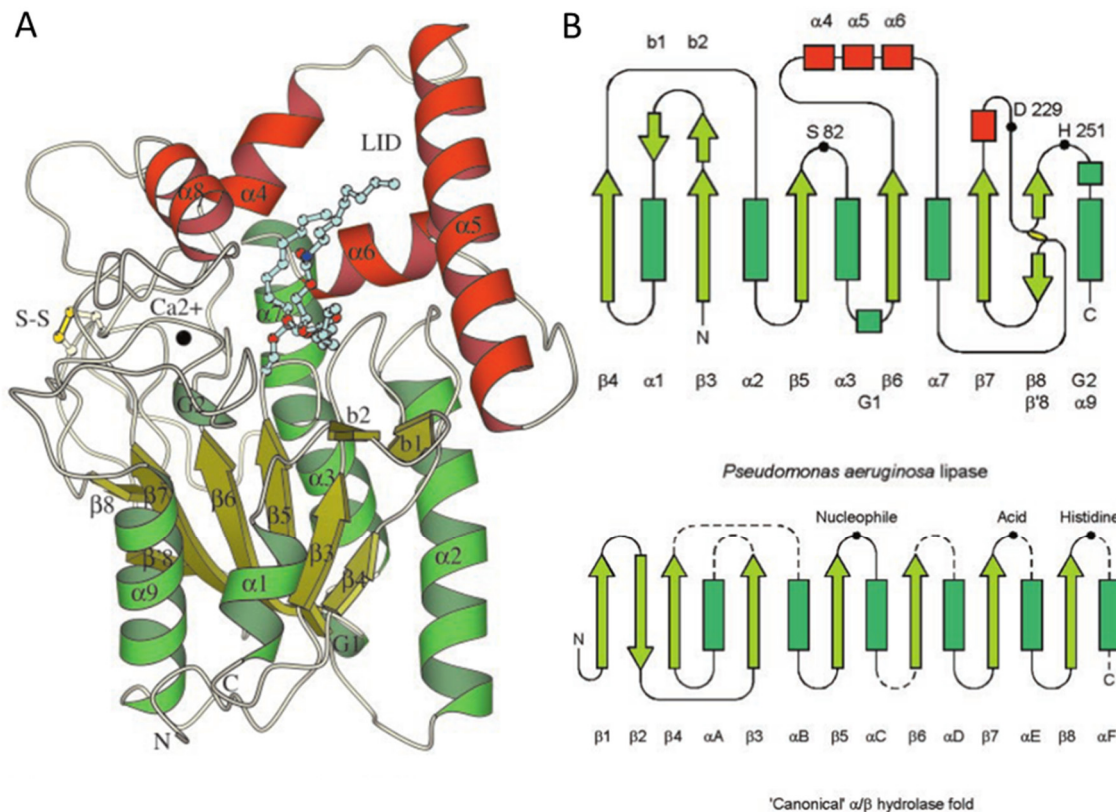 A
LID
α8
α4
α5
α6
S-S
Ca2+
α7
G2
b2
b1
α3
β8
β7
β6
β5
β3
α2
β'8
β4
α9
α1
G1
C
N
B
α4 α5 α6
b1 b2
D 229
S 82
H 251
N
C
β4 α1 β3 α2 β5 α3 β6 α7 β7 β8 G2
G1 β'8 α9
Pseudomonas aeruginosa lipase
Nucleophile Acid Histidine
N
C
β1 β2 β4 αA β3 αB β5 αC β6 αD β7 αE β8 αF
'Canonical' α/β hydrolase fold